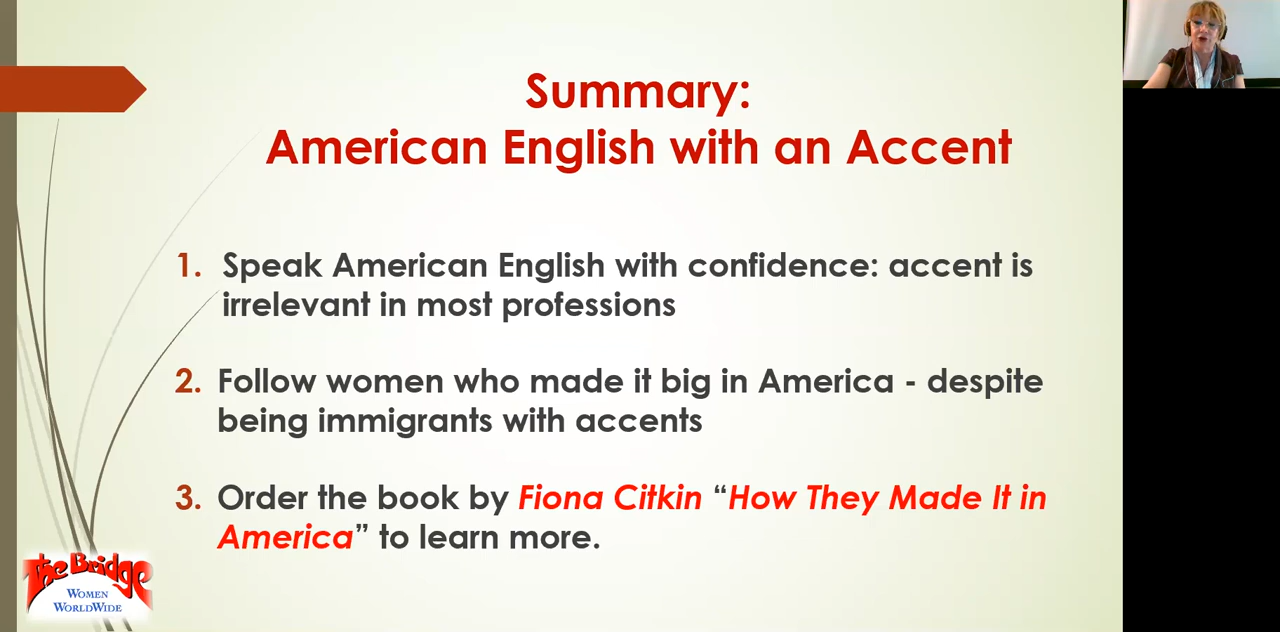 Summary:
American English with an Accent
1. Speak American English with confidence: accent is
irrelevant in most professions
2. Follow women who made it big in America - despite
being immigrants with accents
3. Order the book by Fiona Citkin “How They Made It in
America” to learn more.
The Bridge
WOMEN
WORLDWIDE